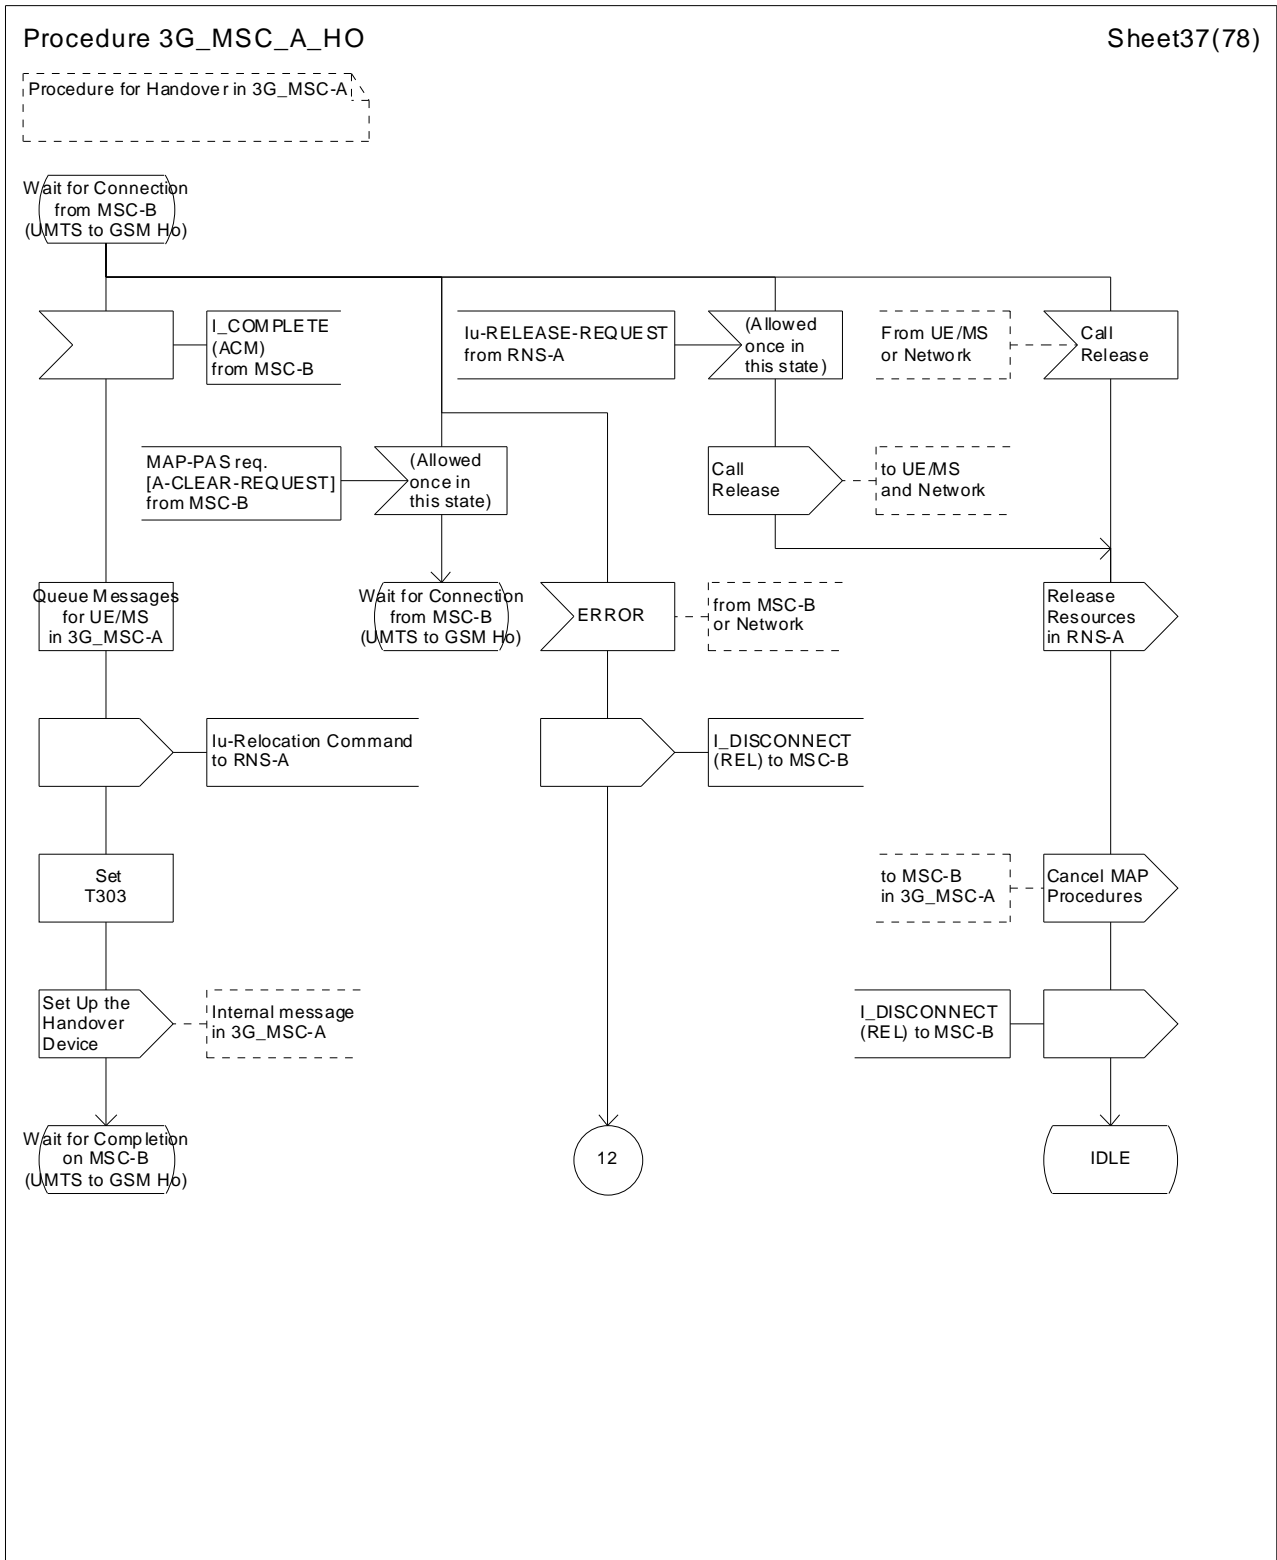 Procedure 3G_MSC_A_HO
Sheet37(78)
Procedure for Handover in 3G_MSC-A
Wait for Connection
from MSC-B
(UMTS to GSM Ho)
I_COMPLETE
(ACM)
from MSC-B
Iu-RELEASE-REQUEST
from RNS-A
(Allowed
once in
this state)
From UE/MS
or Network
Call
Release
MAP-PAS req.
[A-CLEAR-REQUEST]
from MSC-B
(Allowed
once in
this state)
Call
Release
to UE/MS
and Network
Queue Messages
for UE/MS
in 3G_MSC-A
Wait for Connection
from MSC-B
(UMTS to GSM Ho)
ERROR
from MSC-B
or Network
Release
Resources
in RNS-A
Iu-Relocation Command
to RNS-A
I_DISCONNECT
(REL) to MSC-B
Set
T303
to MSC-B
in 3G_MSC-A
Cancel MAP
Procedures
Set Up the
Handover
Device
Internal message
in 3G_MSC-A
I_DISCONNECT
(REL) to MSC-B
Wait for Completion
on MSC-B
(UMTS to GSM Ho)
12
IDLE